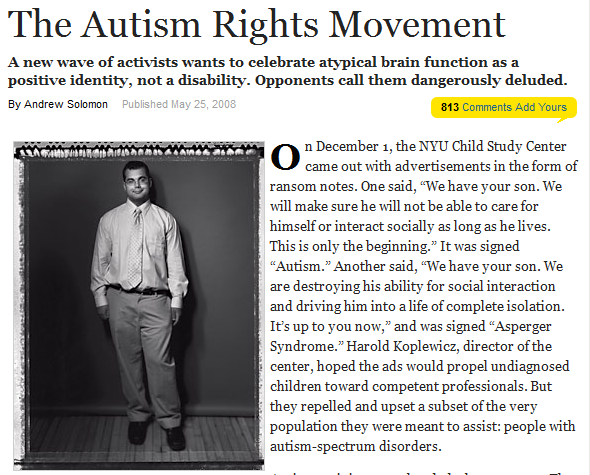 The Autism Rights Movement
A new wave of activists wants to celebrate atypical brain function as a
positive identity, not a disability. Opponents call them dangerously deluded.
By Andrew Solomon Published May 25, 2008
813 Comments Add Yours
On December 1, the NYU Child Study Center
came out with advertisements in the form of
ransom notes. One said, “We have your son. We
will make sure he will not be able to care for
himself or interact socially as long as he lives.
This is only the beginning.” It was signed
“Autism.” Another said, “We have your son. We
are destroying his ability for social interaction
and driving him into a life of complete isolation.
It’s up to you now,” and was signed “Asperger
Syndrome.” Harold Koplewicz, director of the
center, hoped the ads would propel undiagnosed
children toward competent professionals. But
they repelled and upset a subset of the very
population they were meant to assist: people with
autism-spectrum disorders.